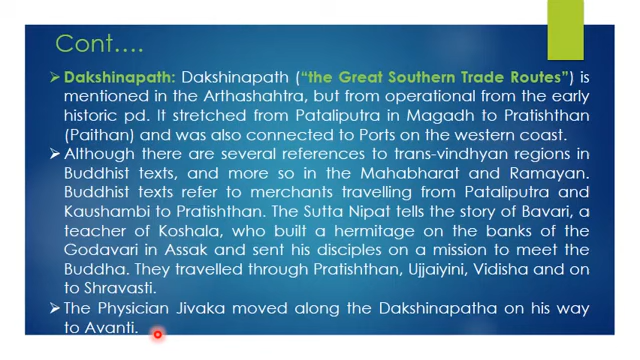 Cont....
Dakshinapath: Dakshinapath ("the Great Southern Trade Routes") is
mentioned in the Arthashahtra, but from operational from the early
historic pd. It stretched from Pataliputra in Magadh to Pratishthan
(Paithan) and was also connected to Ports on the western coast.
Although there are several references to trans-vindhyan regions in
Buddhist texts, and more so in the Mahabharat and Ramayan.
Buddhist texts refer to merchants travelling from Pataliputra and
Kaushambi to Pratishthan. The Sutta Nipat tells the story of Bavari, a
teacher of Koshala, who built a hermitage on the banks of the
Godavari in Assak and sent his disciples on a mission to meet the
Buddha. They travelled through Pratishthan, Ujjaiyini, Vidisha and on
to Shravasti.
The Physician Jivaka moved along the Dakshinapatha on his way
to Avanti.